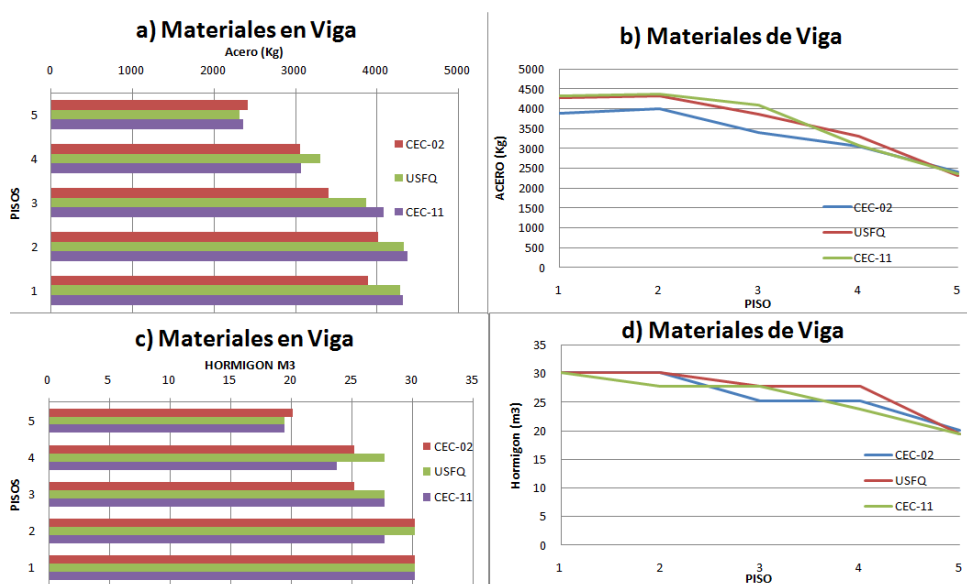 a) Materiales en Viga
Acero (Kg)
0 1000 2000 3000 4000 5000
PISOS
5
4
3
2
1
CEC-02
USFQ
CEC-11
b) Materiales de Viga
ACERO (Kg)
5000
4500
4000
3500
3000
2500
2000
1500
1000
500
0
CEC-02
USFQ
CEC-11
1 2 3 4 5
PISO
c) Materiales en Viga
HORMIGON M3
0 5 10 15 20 25 30 35
PISOS
5
4
3
2
1
CEC-02
USFQ
CEC-11
d) Materiales de Viga
Hormigon (m3)
35
30
25
20
15
10
5
0
CEC-02
USFQ
CEC-11
1 2 3 4 5
PISO